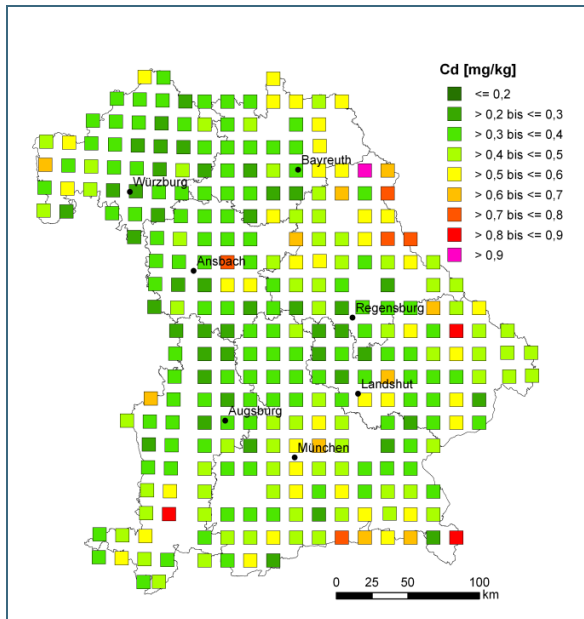 Cd [mg/kg]
<= 0,2
> 0,2 bis <= 0,3
> 0,3 bis <= 0,4
> 0,4 bis <= 0,5
> 0,5 bis <= 0,6
> 0,6 bis <= 0,7
> 0,7 bis <= 0,8
> 0,8 bis <= 0,9
> 0,9
Bayreuth
Würzburg
Ansbach
Regensburg
Landshut
Augsburg
München
0 25 50 100
km